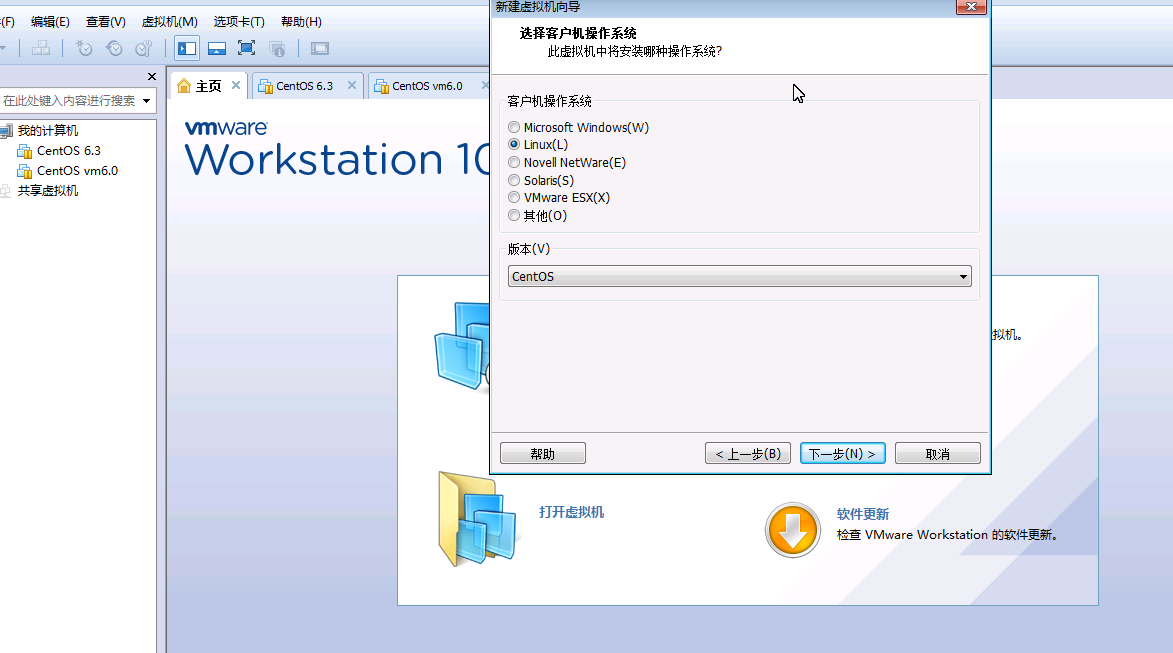 (F) 编辑(E) 查看(V) 虚拟机(M) 选项卡(T) 帮助(H)
在此处键入内容进行搜索
我的计算机
CentOS 6.3
CentOS vm6.0
共享虚拟机
主页 CentOS 6.3 CentOS vm6.0
vmware
Workstation 10
新建虚拟机向导
选择客户机操作系统
此虚拟机中将安装哪种操作系统?
客户机操作系统
Microsoft Windows(W)
Linux(L)
Novell NetWare(E)
Solaris(S)
VMware ESX(X)
其他(O)
版本(V)
CentOS
帮助 < 上一步(B) 下一步(N) > 取消
拟机。
打开虚拟机
软件更新
检查 VMware Workstation 的软件更新。